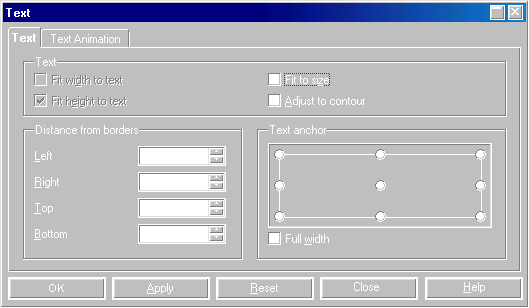 Text
Text Text Animation
Text
Fit width to text Fit to size
Fit height to text Adjust to contour
Distance from borders Text anchor
Left
Right
Top
Bottom Full width
OK Apply Reset Close Help